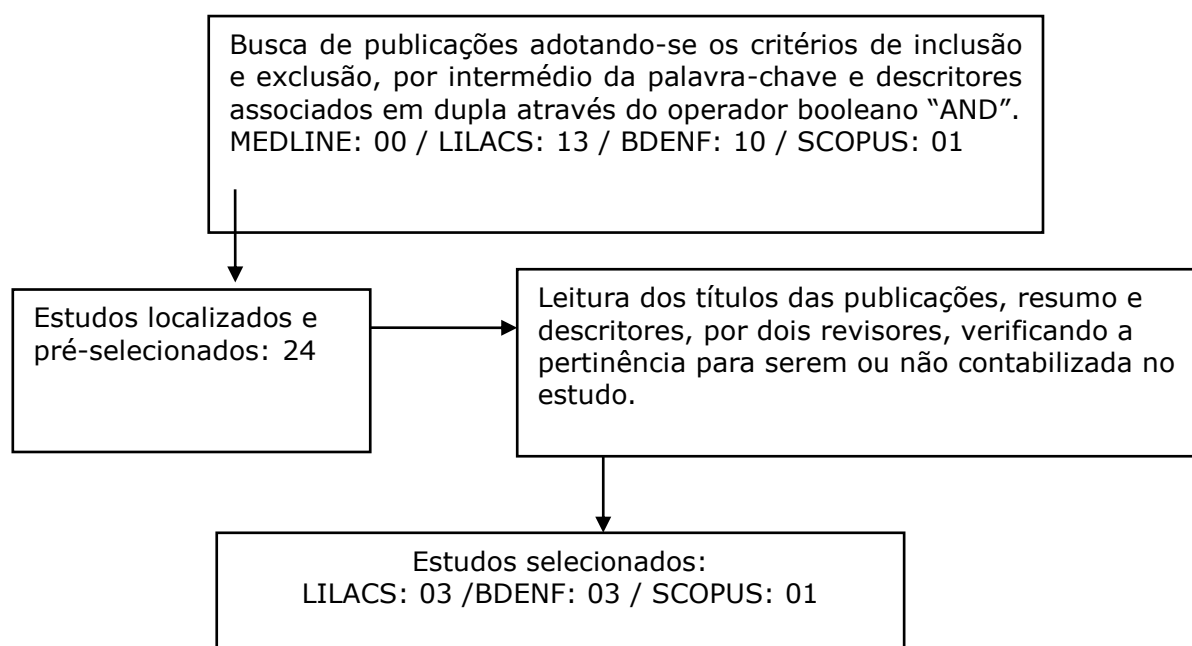 Busca de publicações adotando-se os critérios de inclusão
e exclusão, por intermédio da palavra-chave e descritores
associados em dupla através do operador booleano “AND”.
MEDLINE: 00 / LILACS: 13 / BDENF: 10 / SCOPUS: 01
Estudos localizados e
pré-selecionados: 24
Leitura dos títulos das publicações, resumo e
descritores, por dois revisores, verificando a
pertinência para serem ou não contabilizada no
estudo.
Estudos selecionados:
LILACS: 03 /BDENF: 03 / SCOPUS: 01